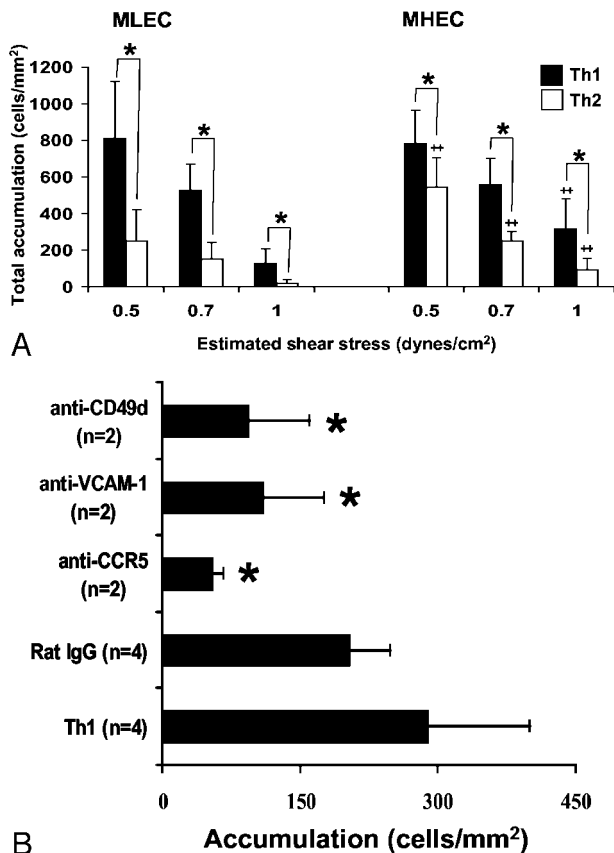 MLEC MHEC
Total accumulation (cells/mm²)
1200
1000
800
600
400
200
0
* * * * * *
‡ ‡ ‡ ‡
Th1
Th2
0.5 0.7 1 0.5 0.7 1
Estimated shear stress (dynes/cm²)
A
anti-CD49d
(n=2)
*
anti-VCAM-1
(n=2)
*
anti-CCR5
(n=2)
*
Rat IgG (n=4)
Th1 (n=4)
0 150 300 450
Accumulation (cells/mm²)
B